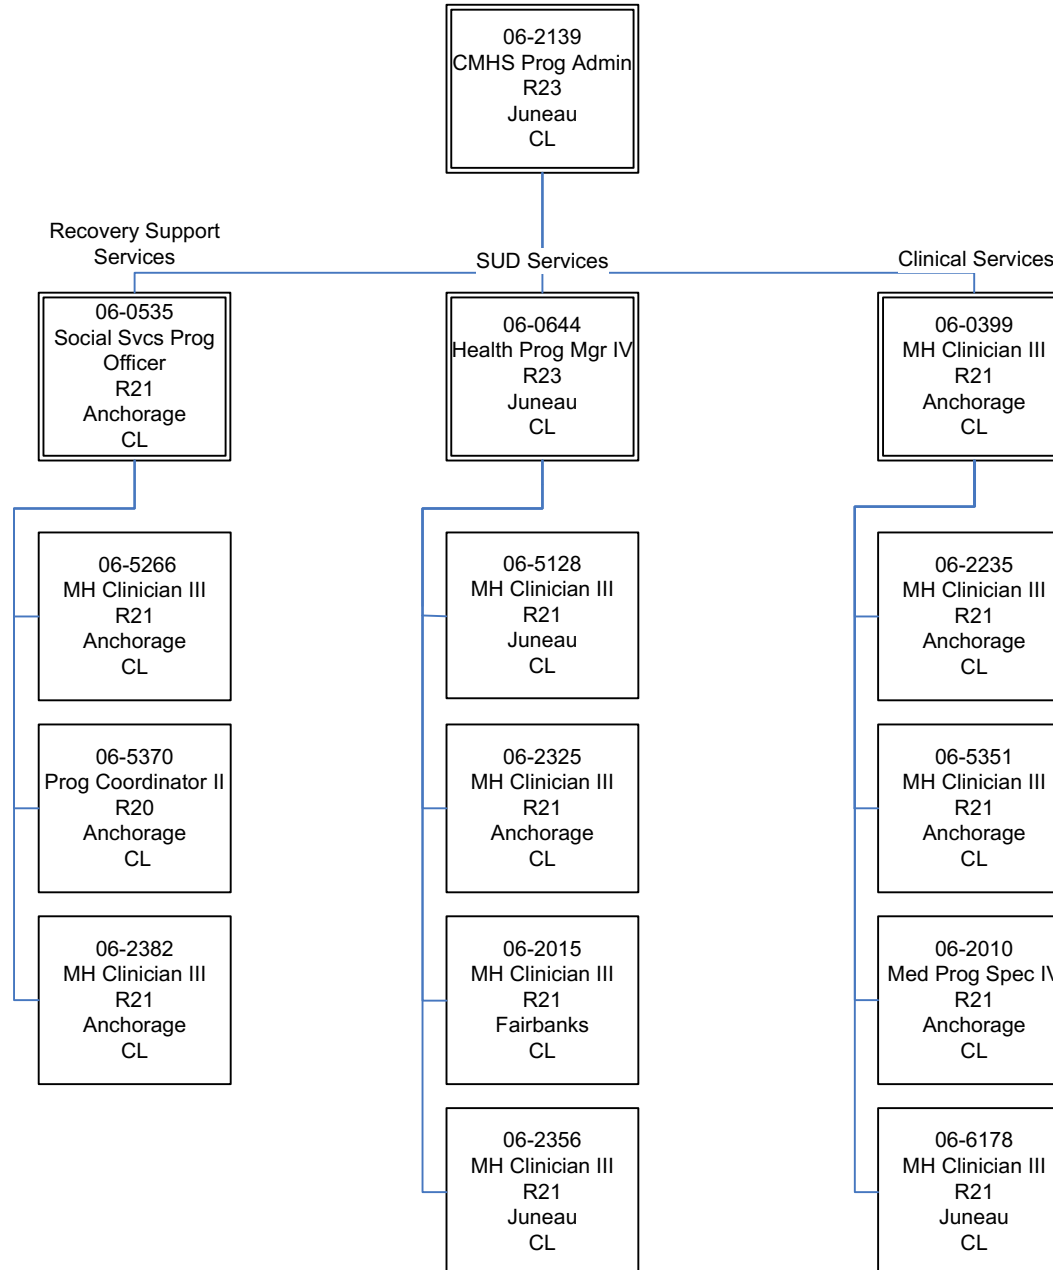 06-2139
CMHS Prog Admin
R23
Juneau
CL
Recovery Support
Services
SUD Services
Clinical Services
06-0535
Social Svcs Prog
Officer
R21
Anchorage
CL
06-0644
Health Prog Mgr IV
R23
Juneau
CL
06-0399
MH Clinician III
R21
Anchorage
CL
06-5266
MH Clinician III
R21
Anchorage
CL
06-5128
MH Clinician III
R21
Juneau
CL
06-2235
MH Clinician III
R21
Anchorage
CL
06-5370
Prog Coordinator II
R20
Anchorage
CL
06-2325
MH Clinician III
R21
Anchorage
CL
06-5351
MH Clinician III
R21
Anchorage
CL
06-2382
MH Clinician III
R21
Anchorage
CL
06-2015
MH Clinician III
R21
Fairbanks
CL
06-2010
Med Prog Spec IV
R21
Anchorage
CL
06-2356
MH Clinician III
R21
Juneau
CL
06-6178
MH Clinician III
R21
Juneau
CL